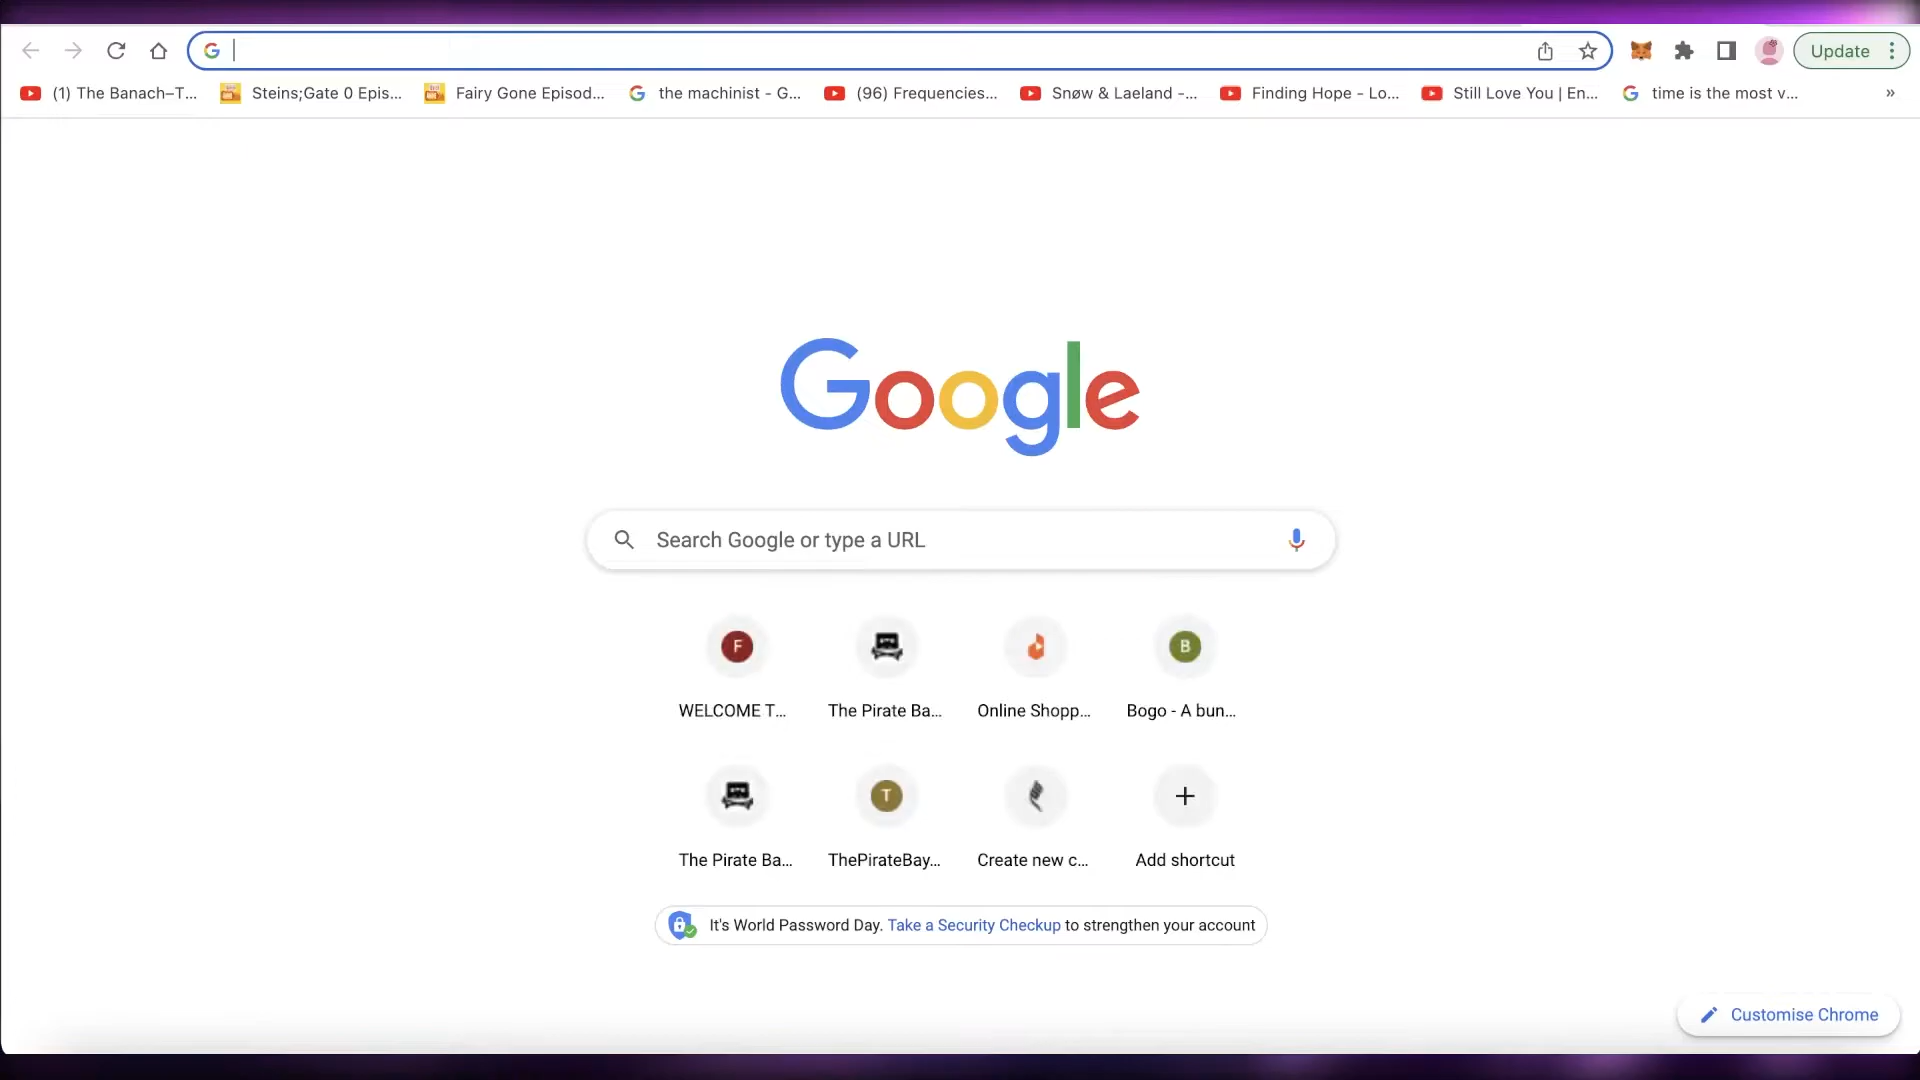 Update
(1) The Banach–T...
Steins;Gate 0 Epis...
Fairy Gone Episod...
the machinist - G...
(96) Frequencies...
Snøw & Laeland -...
Finding Hope - Lo...
Still Love You | En...
time is the most v...
»
Google
Search Google or type a URL
F
B
WELCOME T...
The Pirate Ba...
Online Shopp...
Bogo - A bun...
T
The Pirate Ba...
ThePirateBay...
Create new c...
Add shortcut
It's World Password Day. Take a Security Checkup to strengthen your account
Customise Chrome